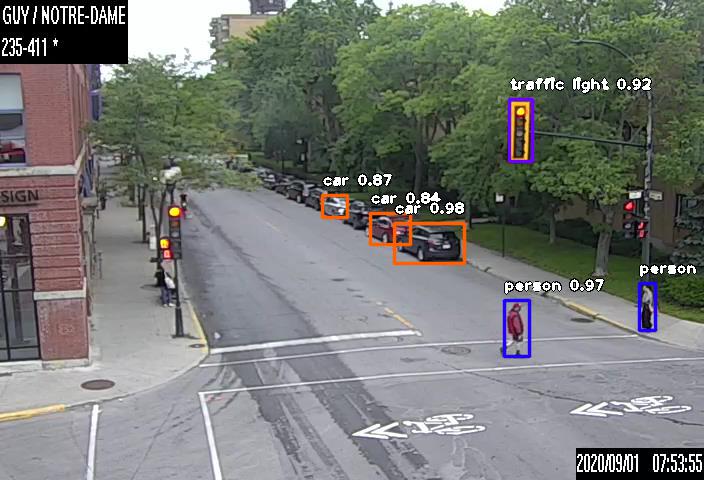 GUY / NOTRE-DAME
235-411 *
traffic light 0.92
car 0.87
car 0.84
car 0.98
SIGN
person
person 0.97
2020/09/01 07:53:55